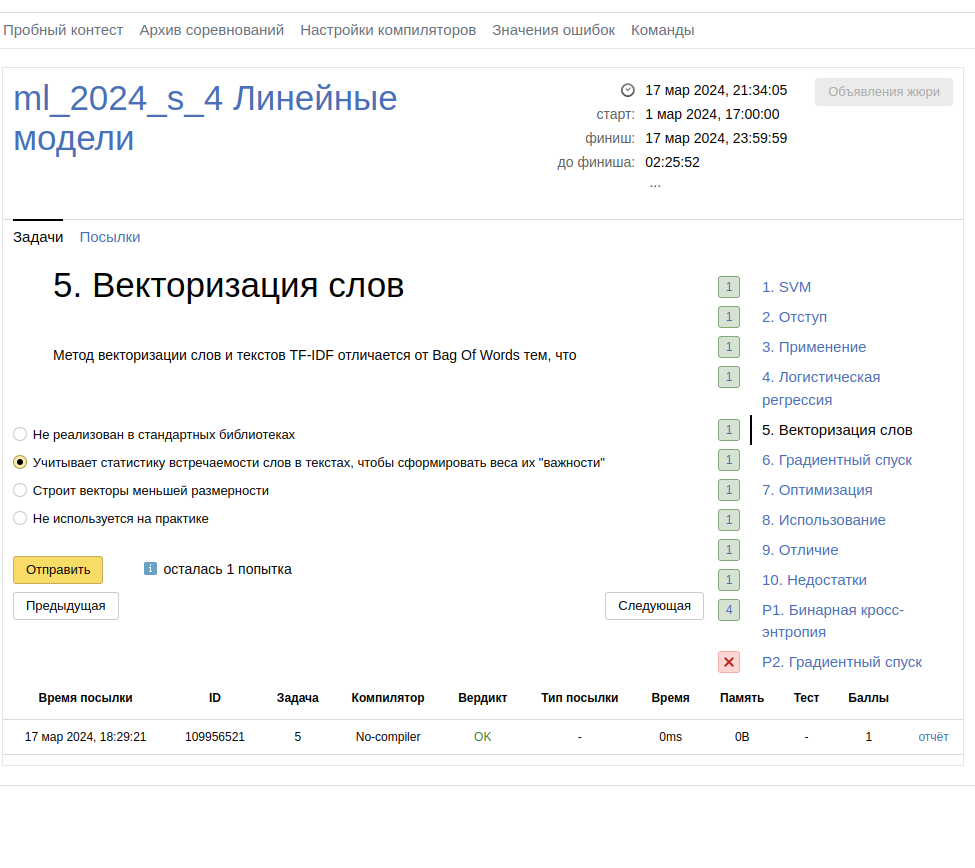 Пробный контест Архив соревнований Настройки компиляторов Значения ошибок Команды
ml_2024_s_4 Линейные
модели
17 мар 2024, 21:34:05
Объявления жюри
старт: 1 мар 2024, 17:00:00
финиш: 17 мар 2024, 23:59:59
до финиша: 02:25:52
...
Задачи Посылки
5. Векторизация слов
Метод векторизации слов и текстов TF-IDF отличается от Bag Of Words тем, что
Не реализован в стандартных библиотеках
Учитывает статистику встречаемости слов в текстах, чтобы сформировать веса их "важности"
Строит векторы меньшей размерности
Не используется на практике
Отправить
i осталась 1 попытка
Предыдущая
Следующая
1 1. SVM
1 2. Отступ
1 3. Применение
1 4. Логистическая
регрессия
1 5. Векторизация слов
1 6. Градиентный спуск
1 7. Оптимизация
1 8. Использование
1 9. Отличие
1 10. Недостатки
4 P1. Бинарная кросс-
энтропия
P2. Градиентный спуск
Время посылки ID Задача Компилятор Вердикт Тип посылки Время Память Тест Баллы
17 мар 2024, 18:29:21 109956521 5 No-compiler OK - 0ms 0B - 1 отчёт